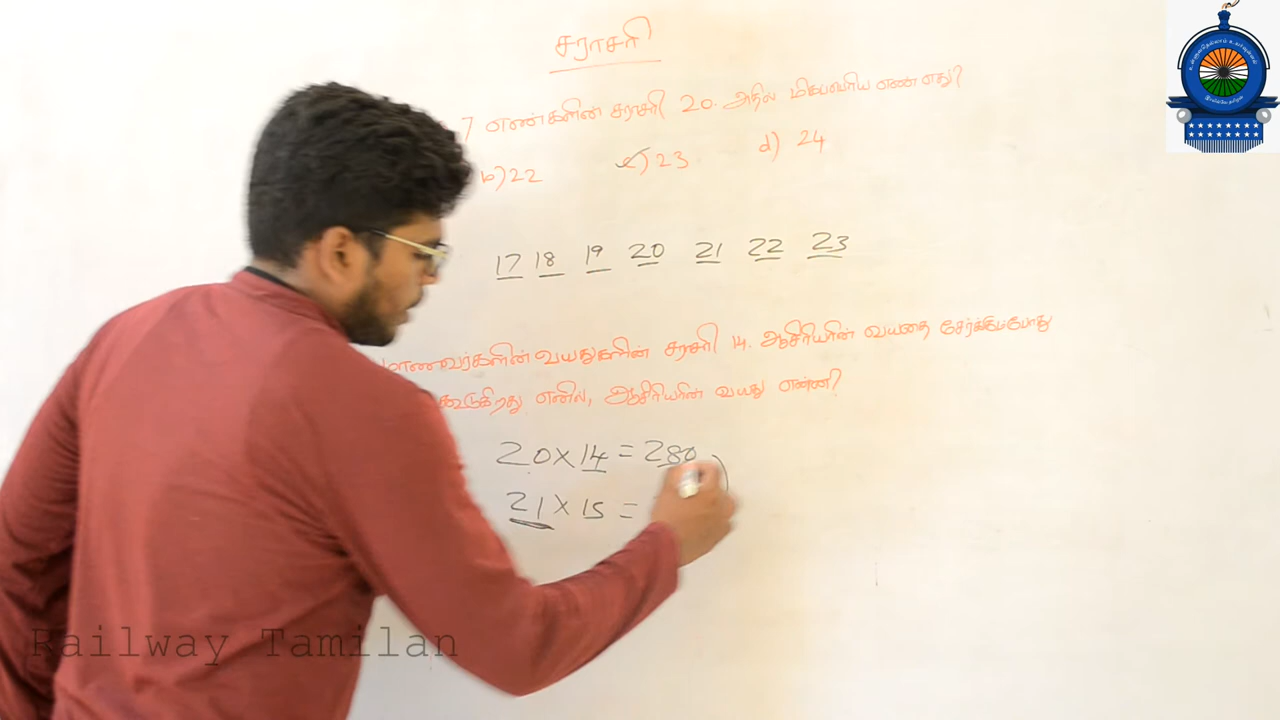 சராசரி
7 எண்களின் சராசரி 20. அதில் மிகப்பெரிய எண் எது?
b) 22 c) 23 d) 24
17 18 19 20 21 22 23
மாணவர்களின் வயதுகளின் சராசரி 14. ஆசிரியரின் வயதை சேர்க்கும்போது
கூடுகிறது எனில், ஆசிரியரின் வயது என்ன?
20 X 14 = 280
21 X 15 =
Railway Tamilan